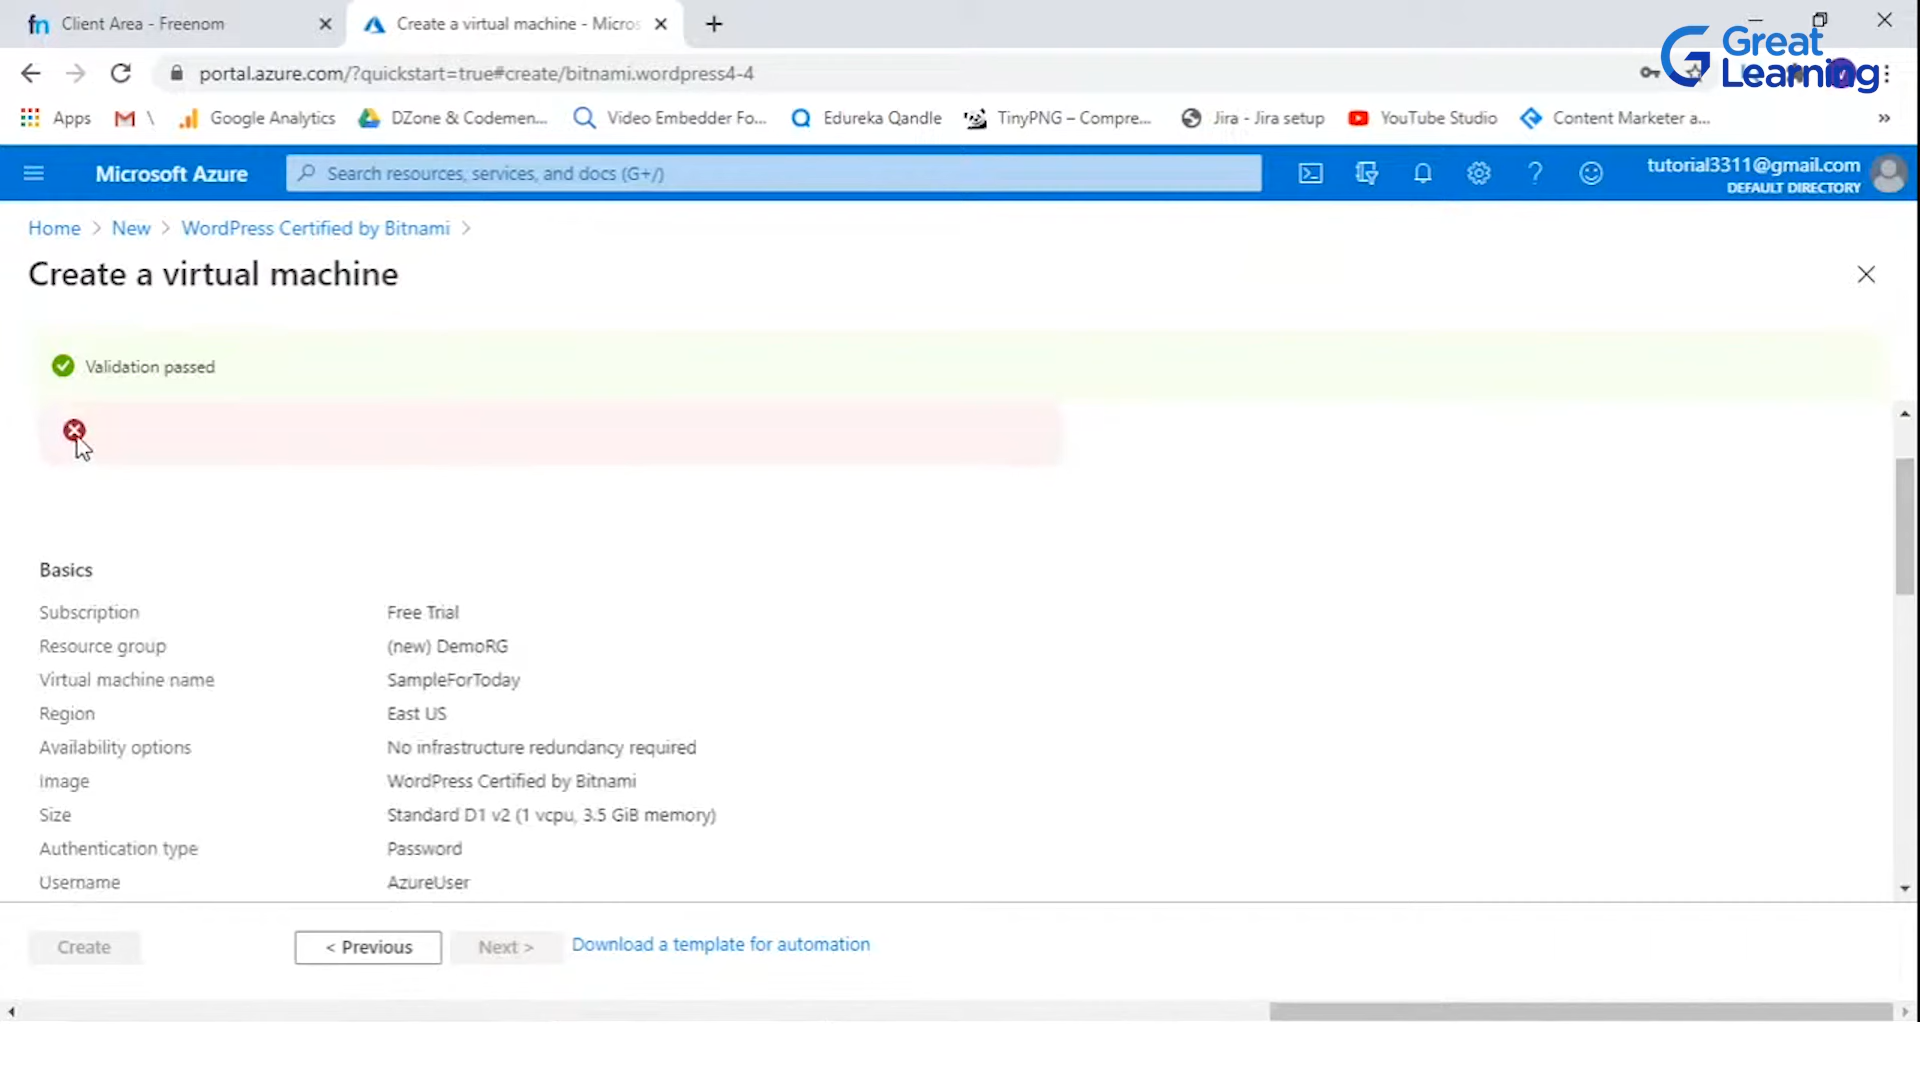 Client Area - Freenom
Create a virtual machine - Micros
Great
Learning
portal.azure.com/?quickstart=true#create/bitnami.wordpress4-4
Apps
\
Google Analytics
DZone & Codemen...
Video Embedder Fo...
Edureka Qandle
TinyPNG – Compre...
Jira - Jira setup
YouTube Studio
Content Marketer a...
»
Microsoft Azure
Search resources, services, and docs (G+/)
tutorial3311@gmail.com
DEFAULT DIRECTORY
Home > New > WordPress Certified by Bitnami >
Create a virtual machine
Validation passed
Basics
Subscription Free Trial
Resource group (new) DemoRG
Virtual machine name SampleForToday
Region East US
Availability options No infrastructure redundancy required
Image WordPress Certified by Bitnami
Size Standard D1 v2 (1 vcpu, 3.5 GiB memory)
Authentication type Password
Username AzureUser
Create
< Previous
Next >
Download a template for automation